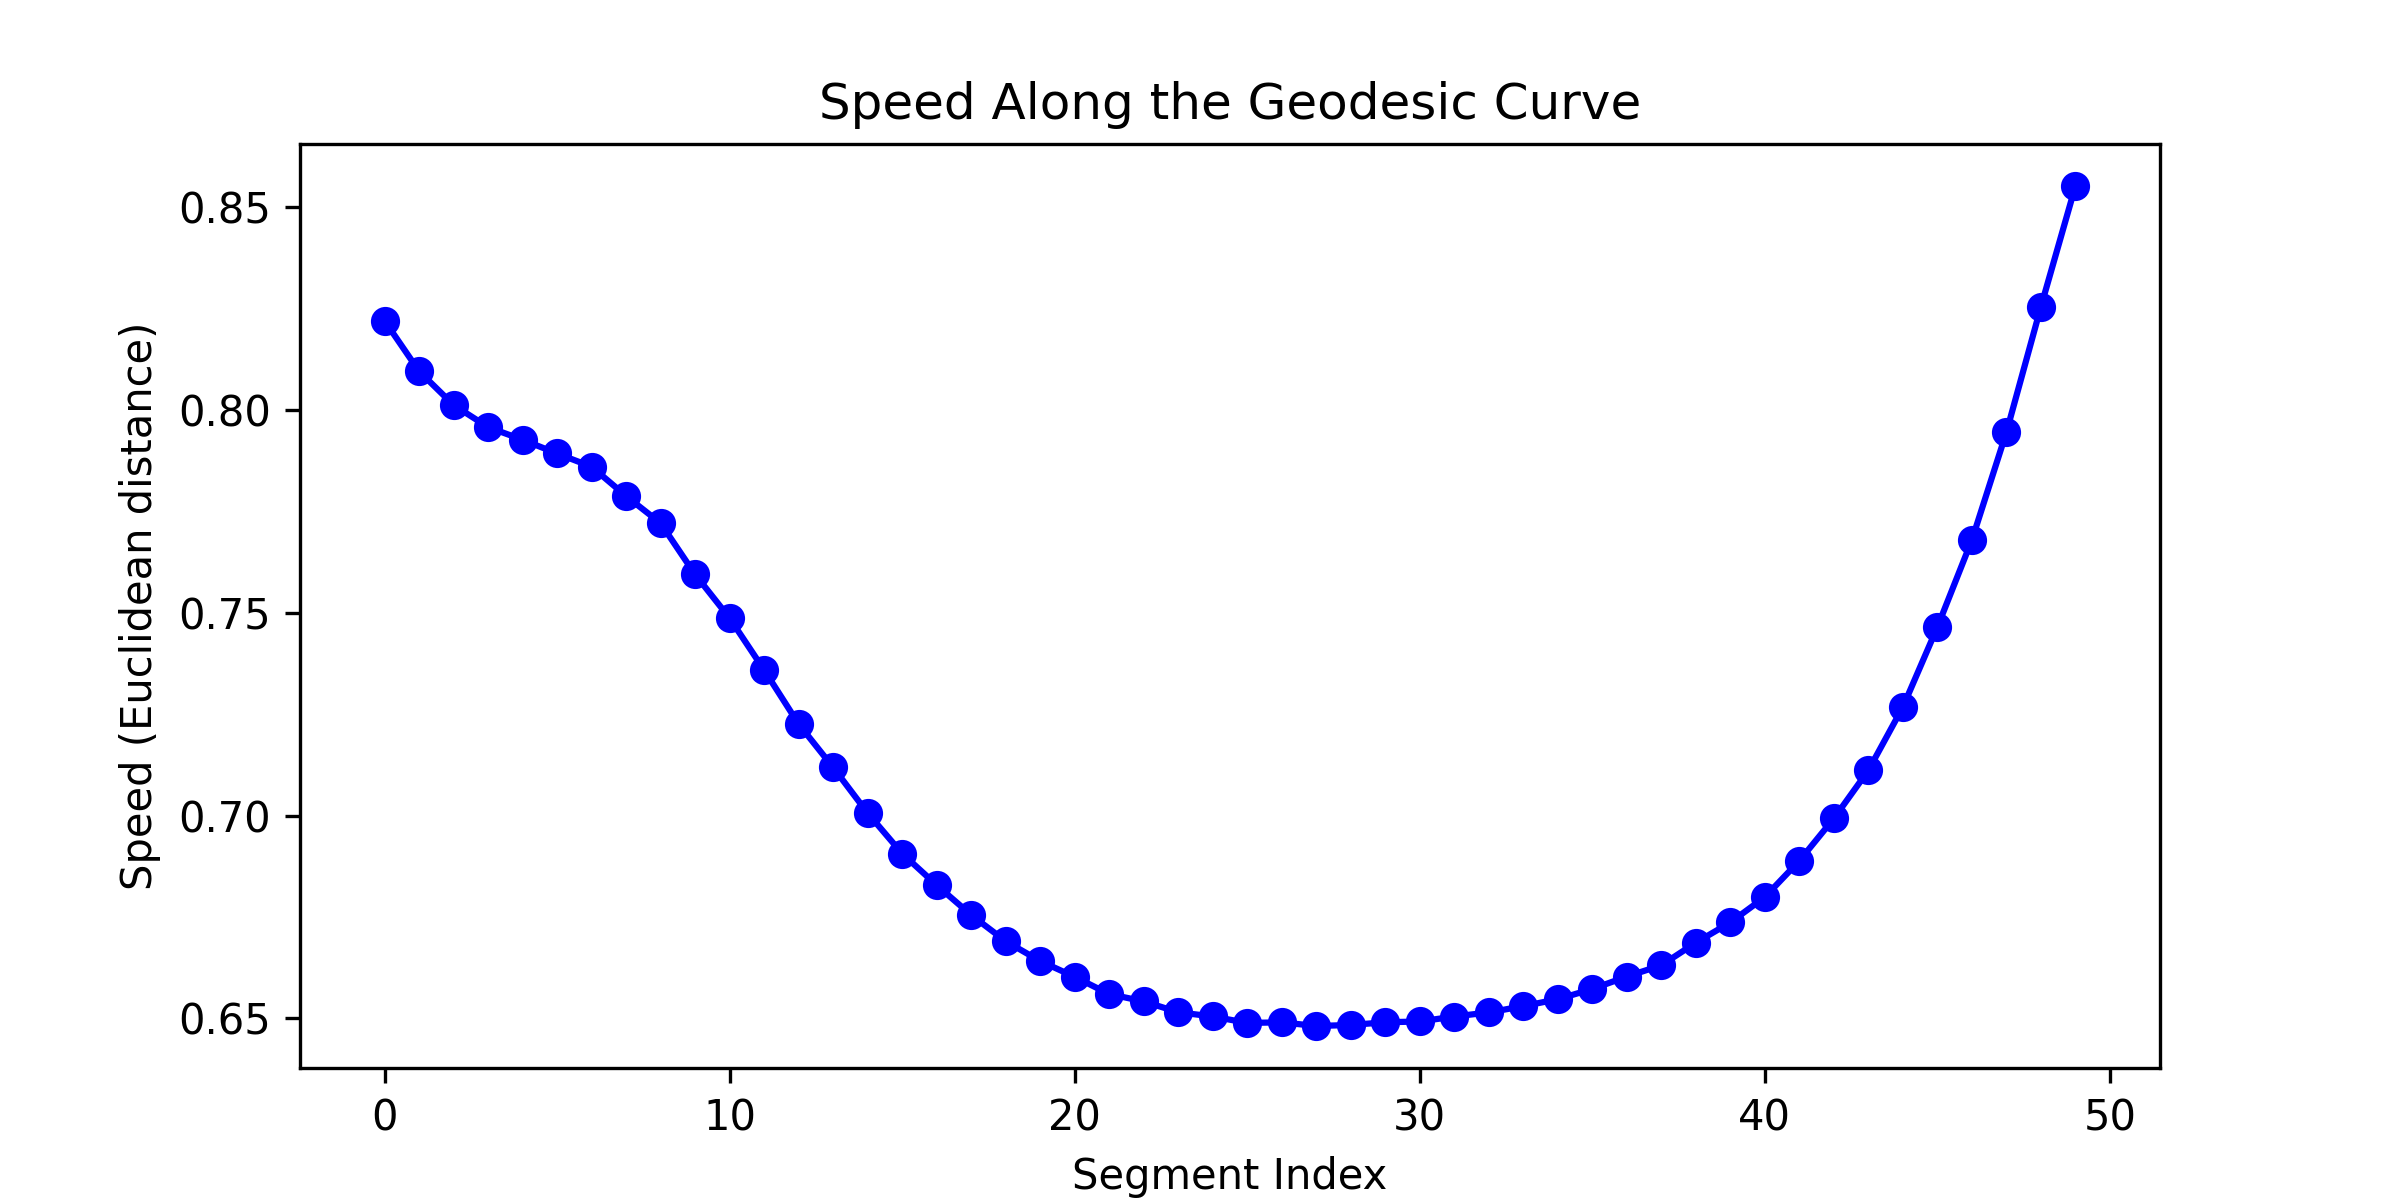 Speed Along the Geodesic Curve
Speed (Euclidean distance)
0.85
0.80
0.75
0.70
0.65
0 10 20 30 40 50
Segment Index